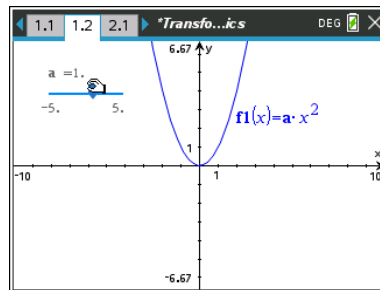 1.1 1.2 2.1 *Transfo...ics DEG
6.67 y
a =1.
-5. 5.
f1(x)=a·x²
1
x
-10 1 10
-6.67